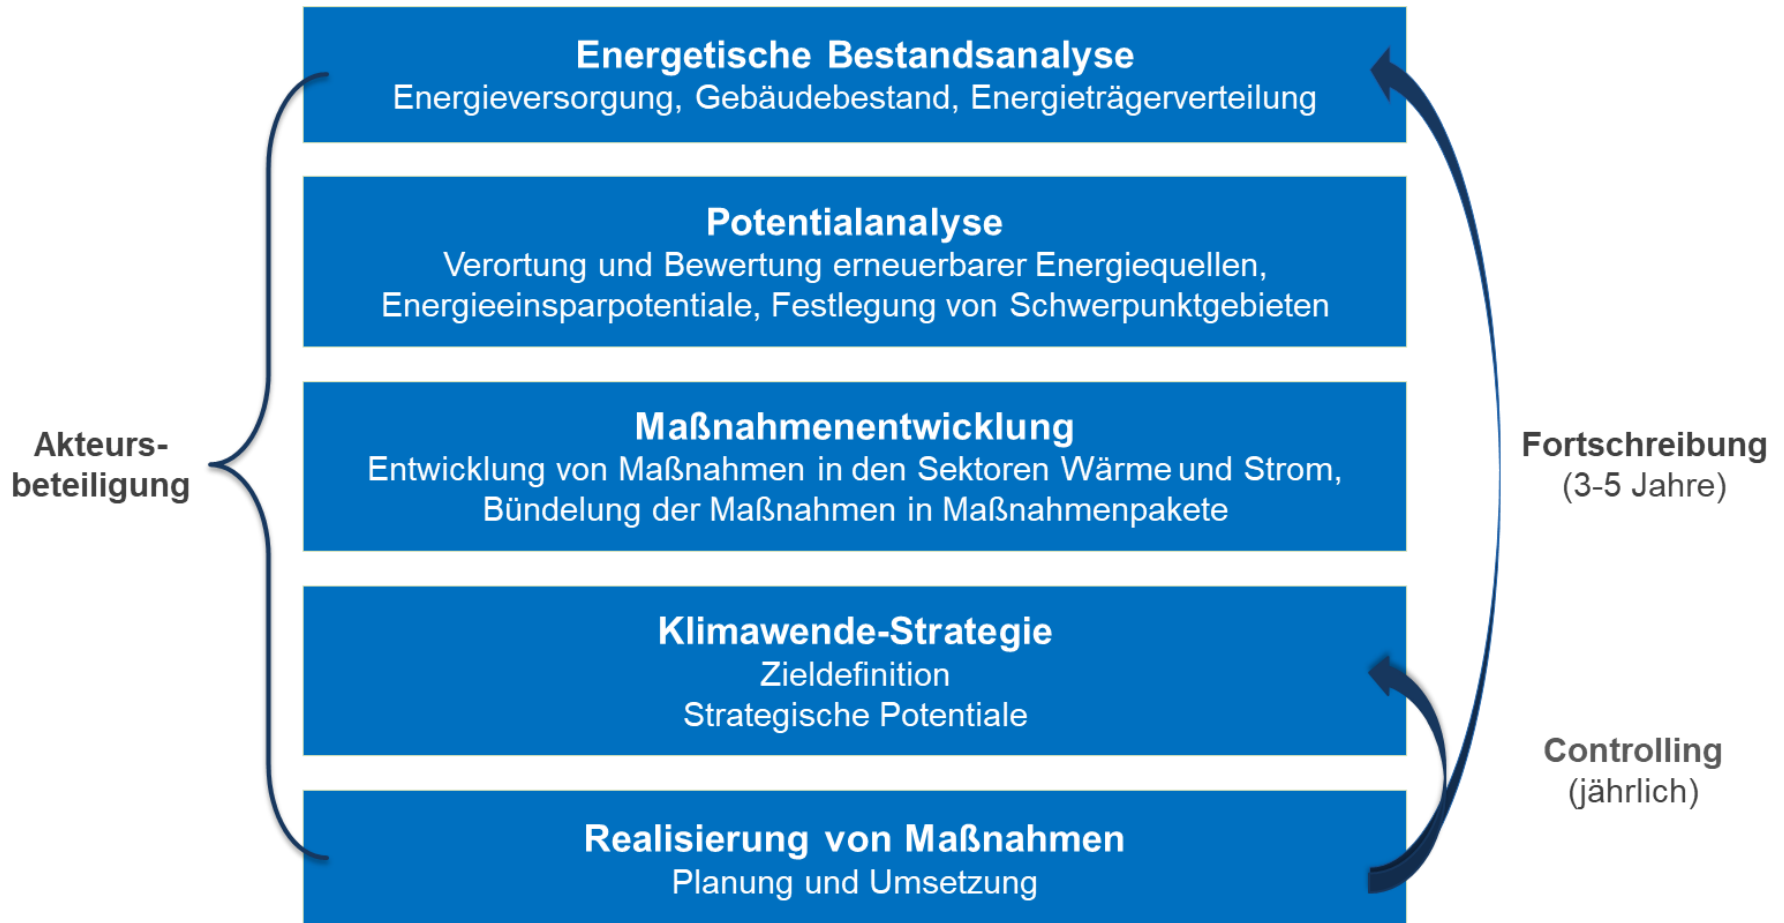 Energetische Bestandsanalyse
Energieversorgung, Gebäudebestand, Energieträgerverteilung
Potentialanalyse
Verortung und Bewertung erneuerbarer Energiequellen,
Energieeinsparpotentiale, Festlegung von Schwerpunktgebieten
Maßnahmenentwicklung
Entwicklung von Maßnahmen in den Sektoren Wärme und Strom,
Bündelung der Maßnahmen in Maßnahmenpakete
Klimawende-Strategie
Zieldefinition
Strategische Potentiale
Realisierung von Maßnahmen
Planung und Umsetzung
Akteurs-
beteiligung
Fortschreibung
(3-5 Jahre)
Controlling
(jährlich)